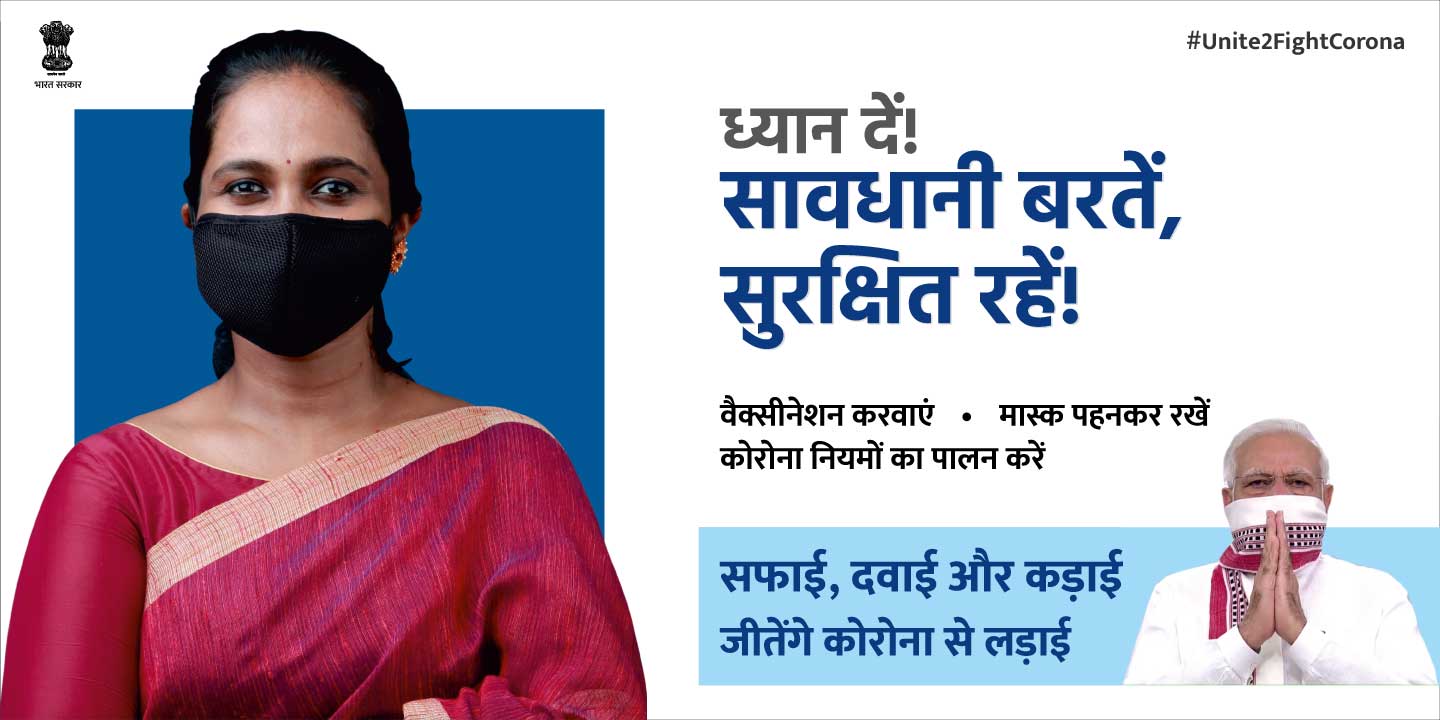 भारत सरकार
#Unite2FightCorona
ध्यान दें!
सावधानी बरतें,
सुरक्षित रहें!
वैक्सीनेशन करवाएं • मास्क पहनकर रखें
कोरोना नियमों का पालन करें
सफाई, दवाई और कड़ाई
जीतेंगे कोरोना से लड़ाई